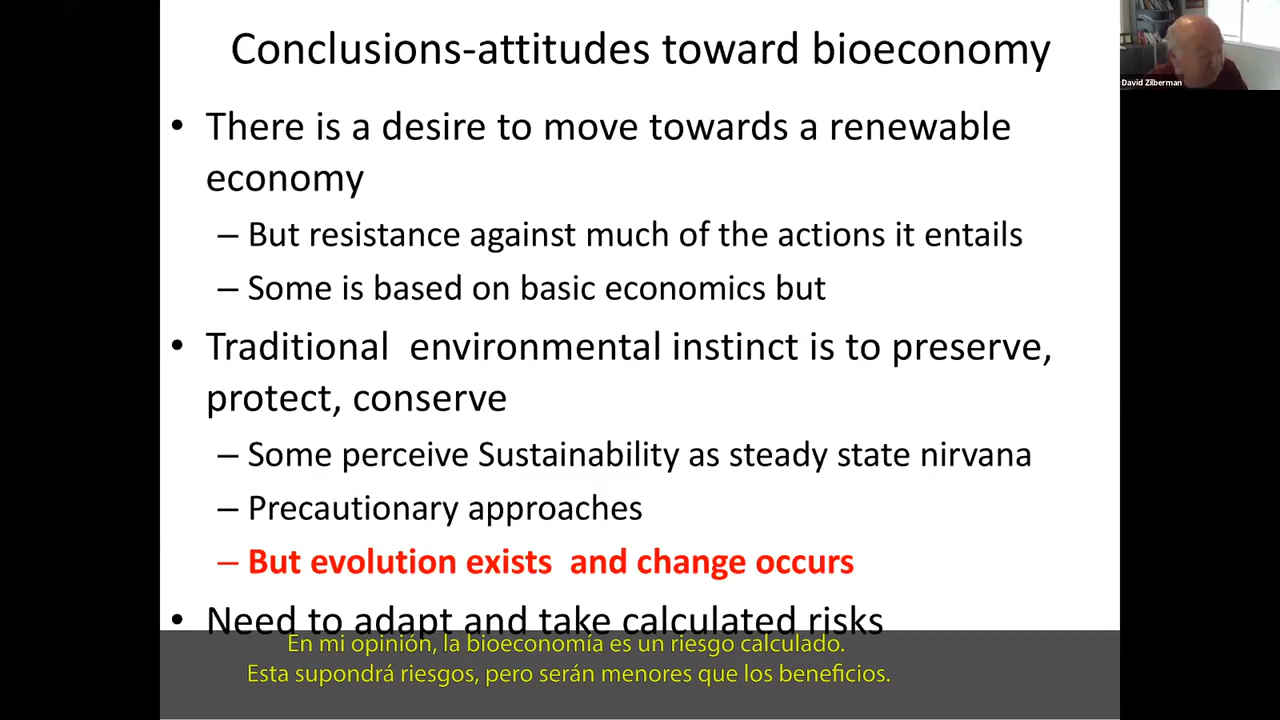 Conclusions-attitudes toward bioeconomy
David Zilberman
• There is a desire to move towards a renewable
economy
– But resistance against much of the actions it entails
– Some is based on basic economics but
• Traditional  environmental instinct is to preserve,
protect, conserve
– Some perceive Sustainability as steady state nirvana
– Precautionary approaches
– But evolution exists  and change occurs
• Need to adapt and take calculated risks
En mi opinión, la bioeconomía es un riesgo calculado.
Esta supondrá riesgos, pero serán menores que los beneficios.